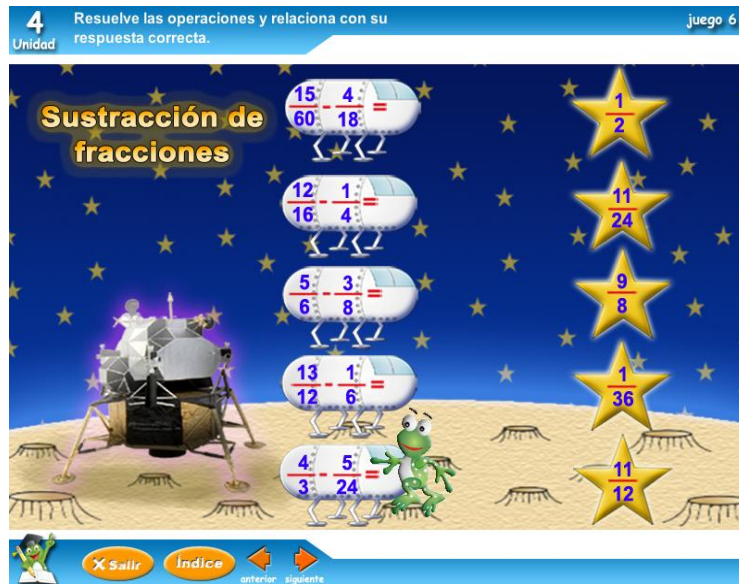 4
Unidad
Resuelve las operaciones y relaciona con su
respuesta correcta.
juego 6
Sustracción de
fracciones
15/60 - 4/18 =
12/16 - 1/4 =
5/6 - 3/8 =
13/12 - 1/6 =
4/3 - 5/24 =
1/2
11/24
9/8
1/36
11/12
X Salir
Índice
anterior
siguiente